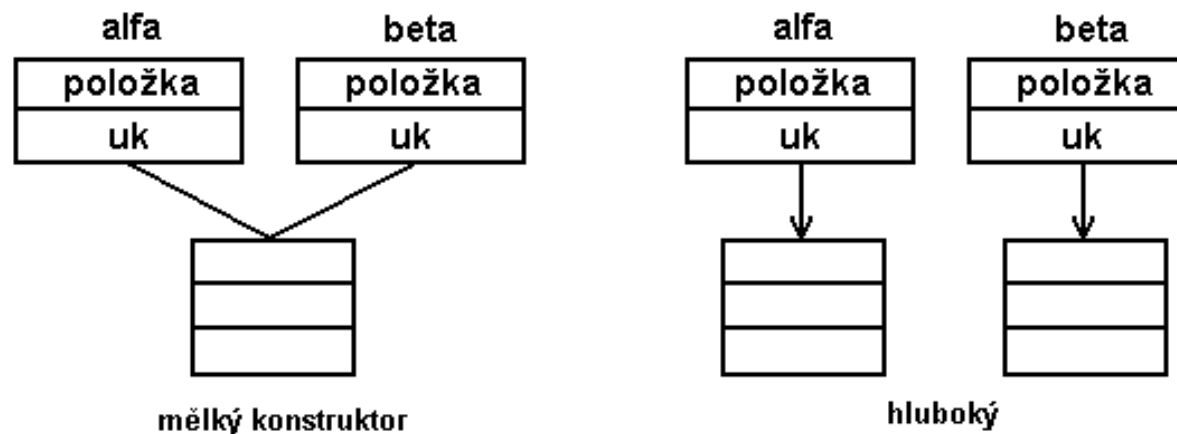 alfa beta alfa beta
položka položka položka položka
uk uk uk uk
mělký konstruktor hluboký